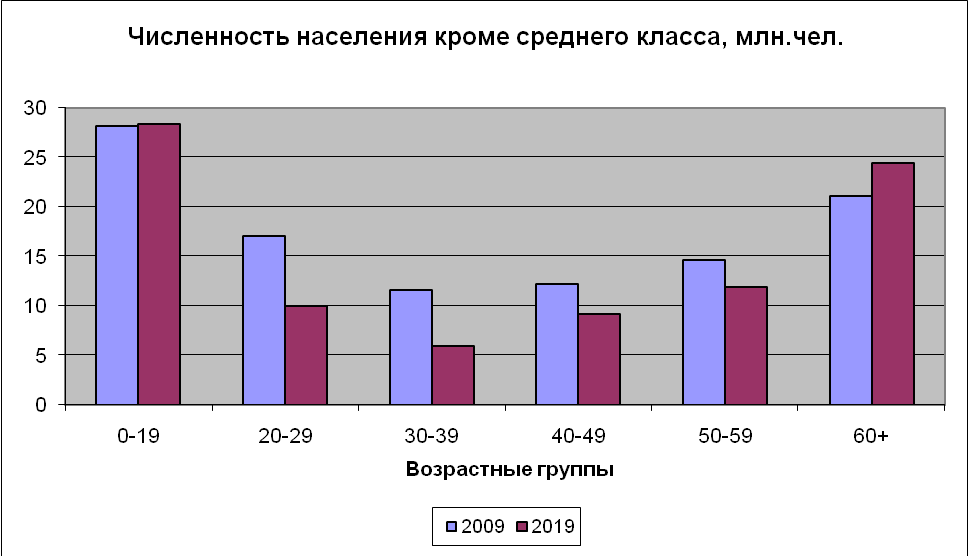 Численность населения кроме среднего класса, млн.чел.
30
25
20
15
10
5
0
0-19 20-29 30-39 40-49 50-59 60+
Возрастные группы
2009 2019